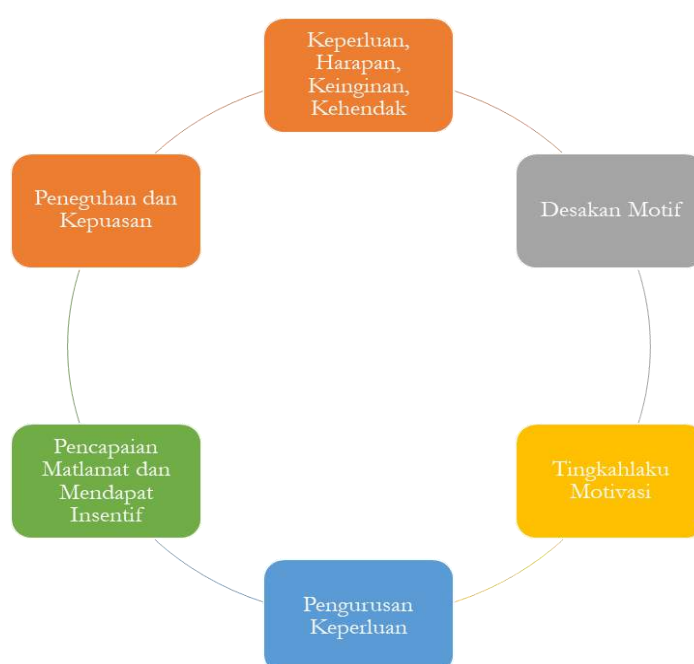 Keperluan,
Harapan,
Keinginan,
Kehendak
Desakan Motif
Tingkahlaku
Motivasi
Pengurusan
Keperluan
Pencapaian
Matlamat dan
Mendapat
Insentif
Peneguhan dan
Kepuasan